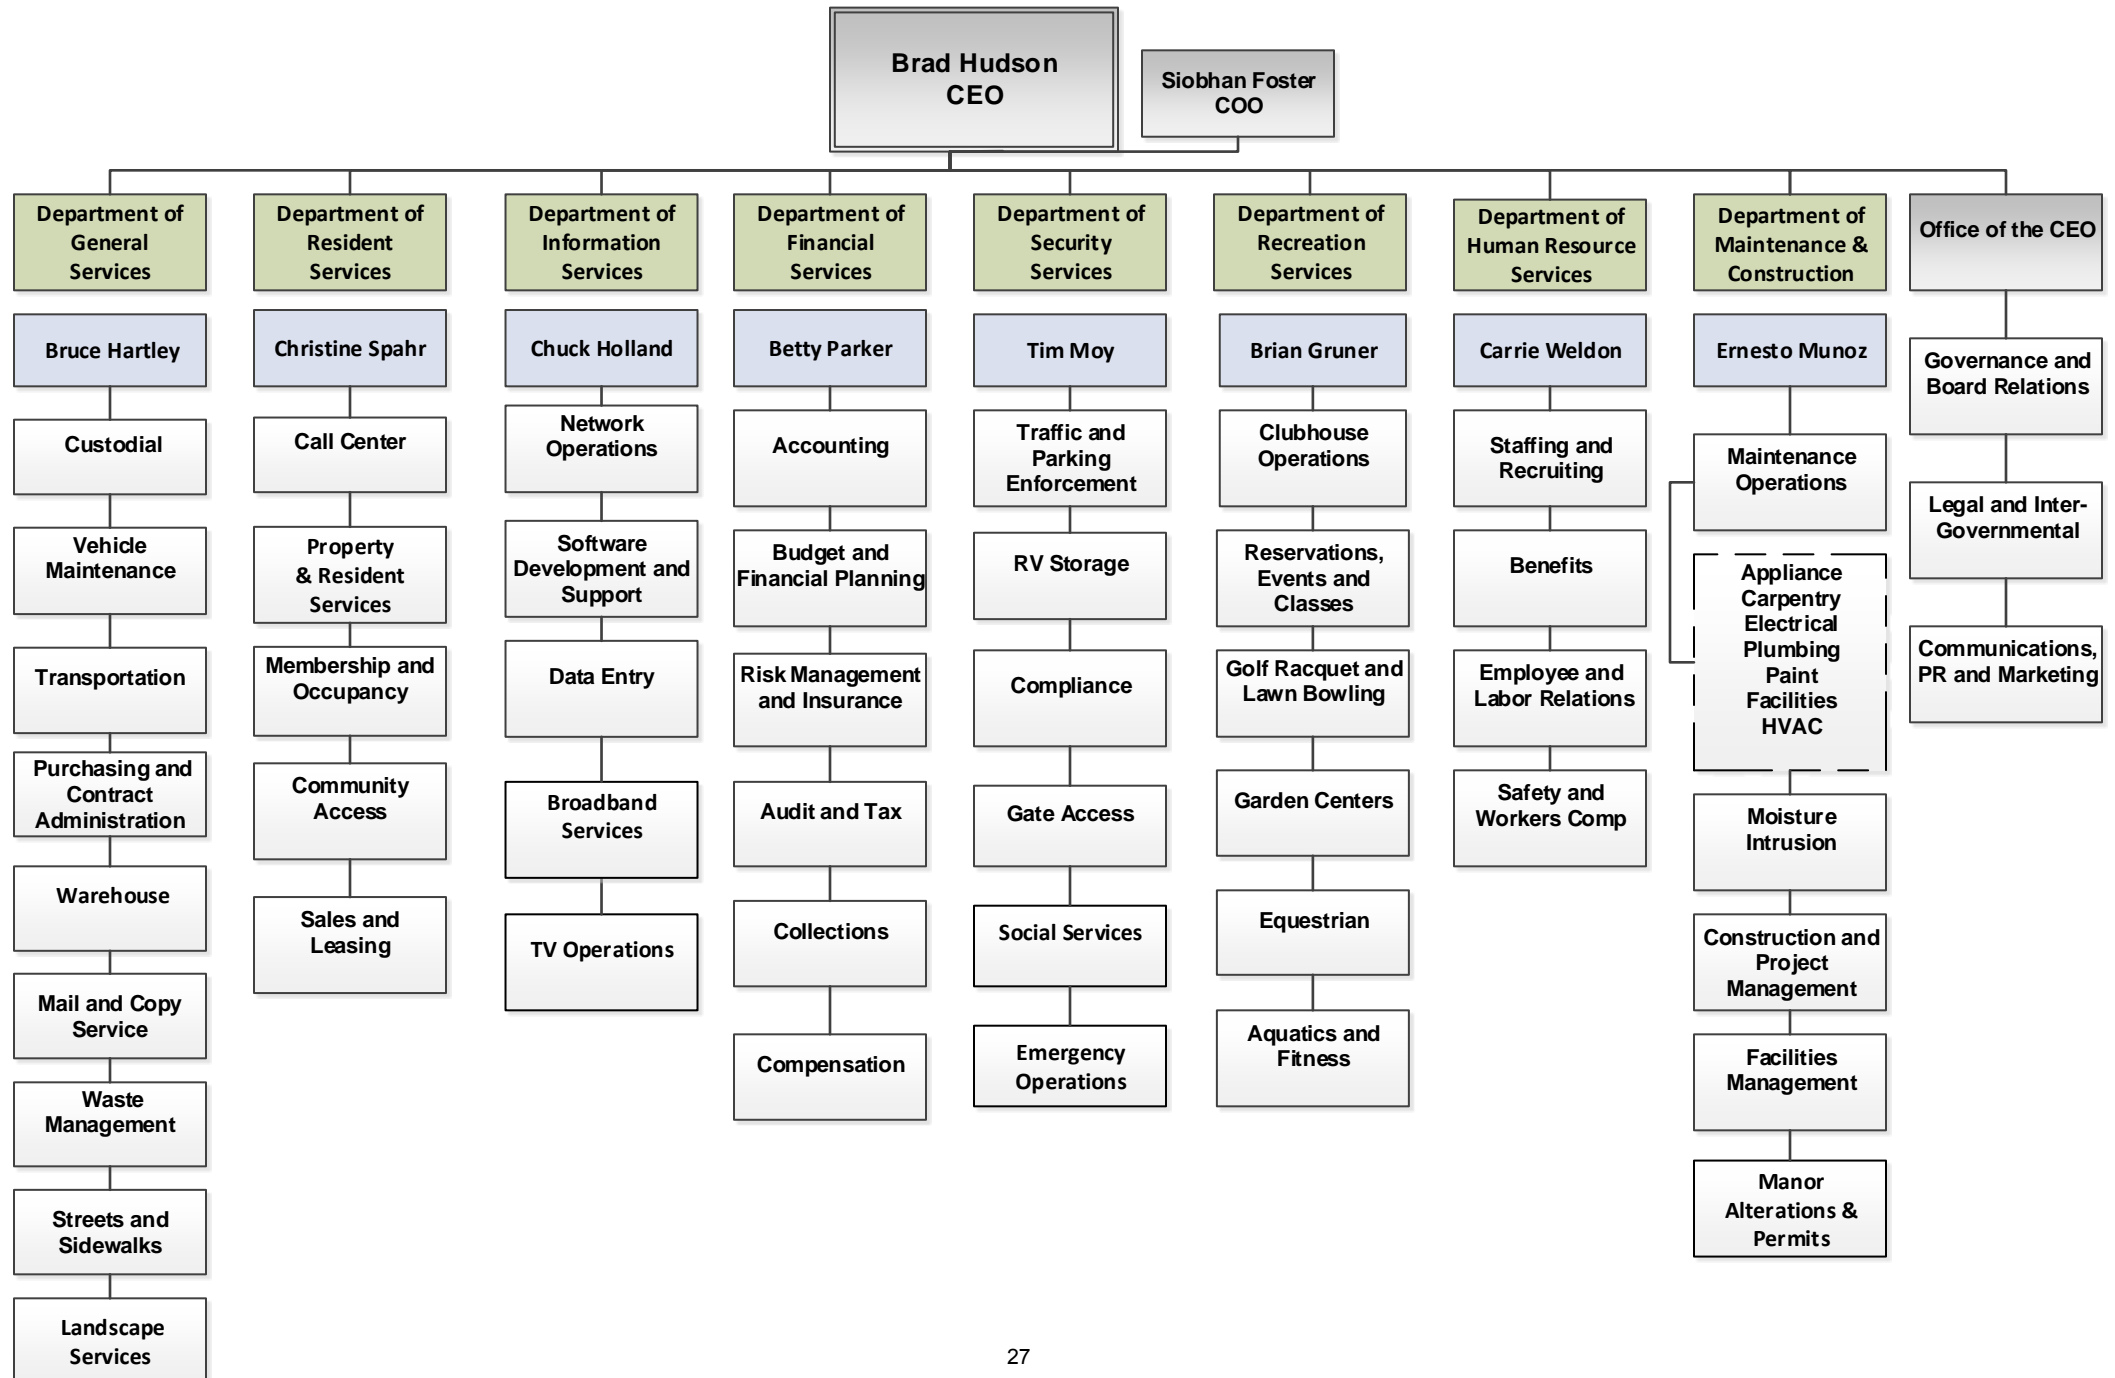 Brad Hudson
CEO
Siobhan Foster
COO
Department of
General
Services
Bruce Hartley
Custodial
Vehicle
Maintenance
Transportation
Purchasing and
Contract
Administration
Warehouse
Mail and Copy
Service
Waste
Management
Streets and
Sidewalks
Landscape
Services
Department of
Resident
Services
Christine Spahr
Call Center
Property
& Resident
Services
Membership and
Occupancy
Community
Access
Sales and
Leasing
Department of
Information
Services
Chuck Holland
Network
Operations
Software
Development and
Support
Data Entry
Broadband
Services
TV Operations
Department of
Financial
Services
Betty Parker
Accounting
Budget and
Financial Planning
Risk Management
and Insurance
Audit and Tax
Collections
Compensation
Department of
Security
Services
Tim Moy
Traffic and
Parking
Enforcement
RV Storage
Compliance
Gate Access
Social Services
Emergency
Operations
Department of
Recreation
Services
Brian Gruner
Clubhouse
Operations
Reservations,
Events and
Classes
Golf Racquet and
Lawn Bowling
Garden Centers
Equestrian
Aquatics and
Fitness
Department of
Human Resource
Services
Carrie Weldon
Staffing and
Recruiting
Benefits
Employee and
Labor Relations
Safety and
Workers Comp
Department of
Maintenance &
Construction
Ernesto Munoz
Maintenance
Operations
Appliance
Carpentry
Electrical
Plumbing
Paint
Facilities
HVAC
Moisture
Intrusion
Construction and
Project
Management
Facilities
Management
Manor
Alterations &
Permits
Office of the CEO
Governance and
Board Relations
Legal and Inter-
Governmental
Communications,
PR and Marketing
27